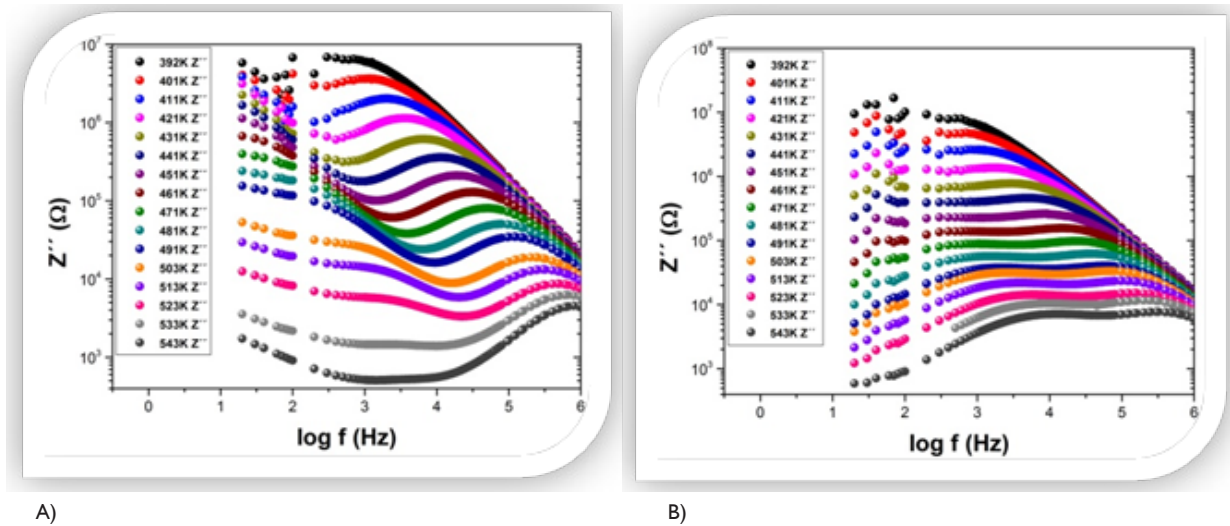 10⁷
10⁶
10⁵
10⁴
10³
Z´´ (Ω)
392K Z´´
401K Z´´
411K Z´´
421K Z´´
431K Z´´
441K Z´´
451K Z´´
461K Z´´
471K Z´´
481K Z´´
491K Z´´
503K Z´´
513K Z´´
523K Z´´
533K Z´´
543K Z´´
0 1 2 3 4 5 6
log f (Hz)
A)
10⁸
10⁷
10⁶
10⁵
10⁴
10³
Z´´ (Ω)
392K Z´´
401K Z´´
411K Z´´
421K Z´´
431K Z´´
441K Z´´
451K Z´´
461K Z´´
471K Z´´
481K Z´´
491K Z´´
503K Z´´
513K Z´´
523K Z´´
533K Z´´
543K Z´´
0 1 2 3 4 5 6
log f (Hz)
B)